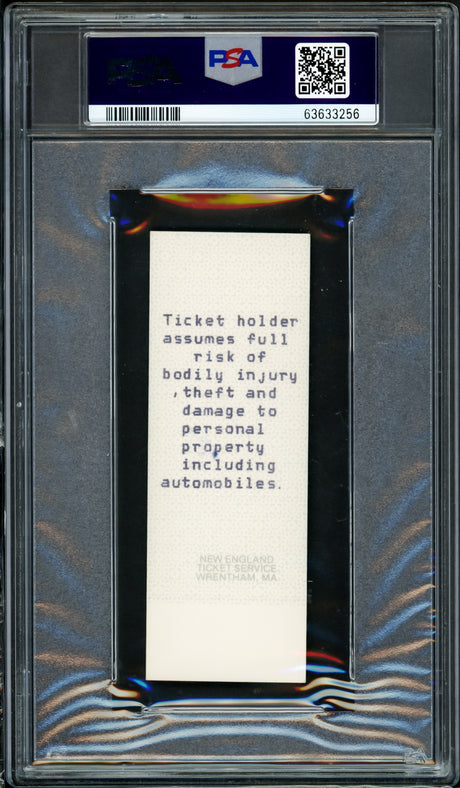 PSA
63633256
Ticket holder
assumes full
risk of
bodily injury
,theft and
damage to
personal
property
including
automobiles.
NEW ENGLAND
TICKET SERVICE
WRENTHAM, MA.